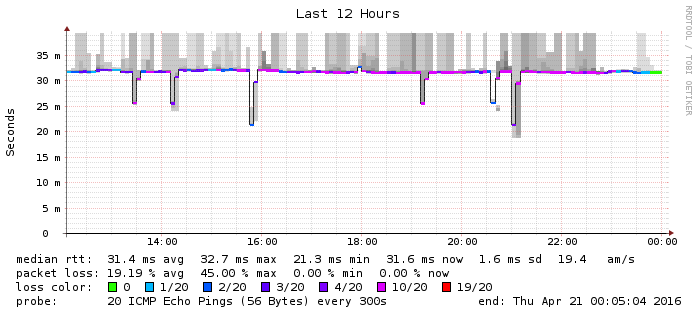 Last 12 Hours
RRDTOOL / TOBI OETIKER
Seconds
35 m
30 m
25 m
20 m
15 m
10 m
5 m
0
14:00 16:00 18:00 20:00 22:00 00:00
median rtt: 31.4 ms avg 32.7 ms max 21.3 ms min 31.6 ms now 1.6 ms sd 19.4 am/s
packet loss: 19.19 % avg 45.00 % max 0.00 % min 0.00 % now
loss color: 0 1/20 2/20 3/20 4/20 10/20 19/20
probe: 20 ICMP Echo Pings (56 Bytes) every 300s end: Thu Apr 21 00:05:04 2016